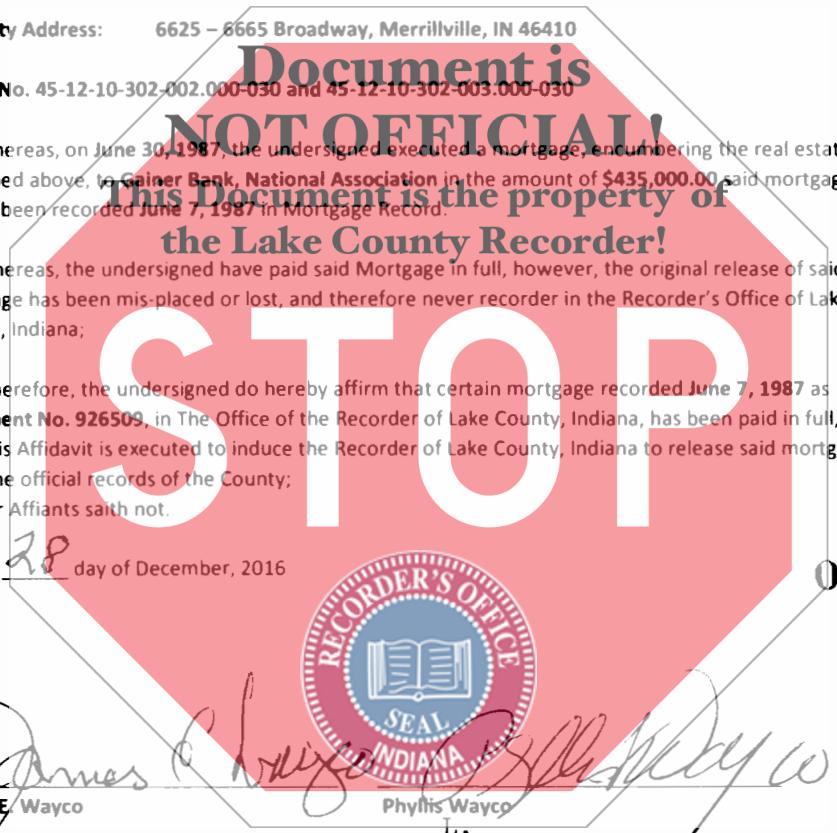 ty Address: 6625 – 6665 Broadway, Merrillville, IN 46410
Document is
No. 45-12-10-302-002.000-030 and 45-12-10-302-003.000-030
NOT OFFICIAL!
ereas, on June 30, 1987, the undersigned executed a mortgage, encumbering the real estat
ed above, to Gainer Bank, National Association in the amount of $435,000.00 said mortgag
This Document is the property of
been recorded June 7, 1987 in Mortgage Record.
the Lake County Recorder!
ereas, the undersigned have paid said Mortgage in full, however, the original release of said
ge has been mis-placed or lost, and therefore never recorder in the Recorder's Office of Lak
, Indiana;
STOP
erefore, the undersigned do hereby affirm that certain mortgage recorded June 7, 1987 as
ent No. 926509, in The Office of the Recorder of Lake County, Indiana, has been paid in full,
is Affidavit is executed to induce the Recorder of Lake County, Indiana to release said mortg
e official records of the County;
r Affiants saith not.
28 day of December, 2016
RECORDER'S OFFICE
SEAL
INDIANA
James E Wayco Phyllis Wayco
E. Wayco Phyllis Wayco